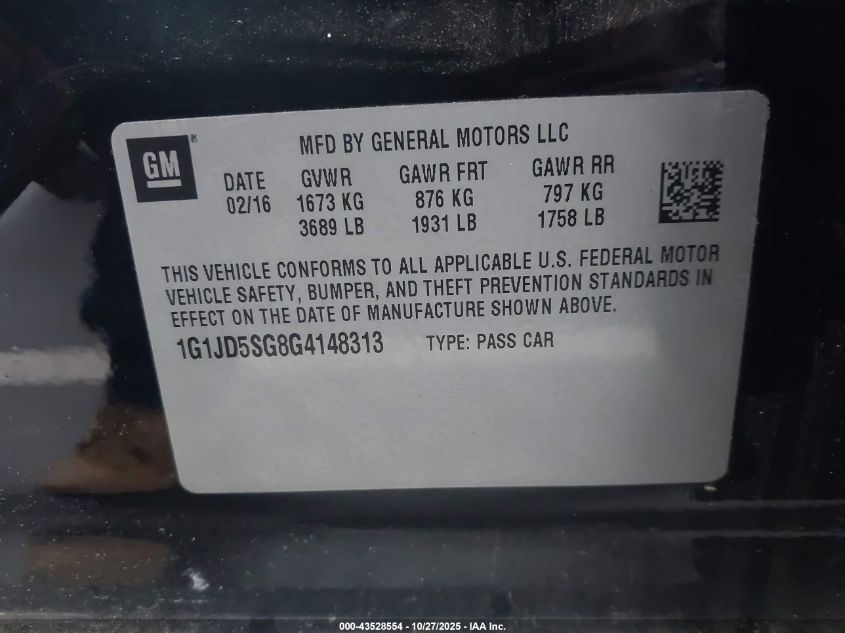 GM®
MFD BY GENERAL MOTORS LLC
DATE GVWR GAWR FRT GAWR RR
02/16 1673 KG 876 KG 797 KG
3689 LB 1931 LB 1758 LB
THIS VEHICLE CONFORMS TO ALL APPLICABLE U.S. FEDERAL MOTOR
VEHICLE SAFETY, BUMPER, AND THEFT PREVENTION STANDARDS IN
EFFECT ON THE DATE OF MANUFACTURE SHOWN ABOVE.
1G1JD5SG8G4148313 TYPE: PASS CAR
000-43528554 | 10/27/2025 - IAA Inc.